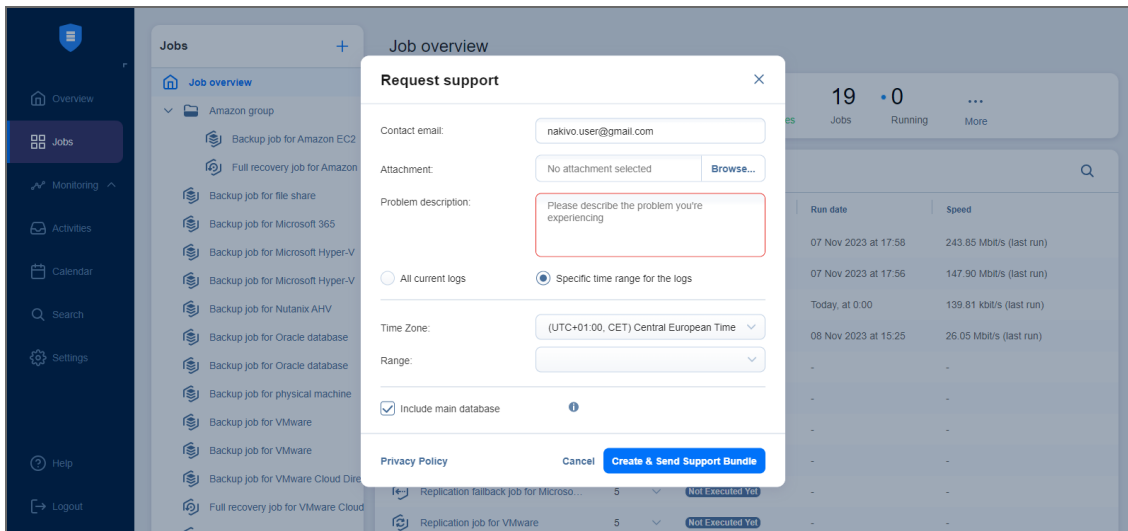 Jobs
+
Job overview
Overview
Jobs
Monitoring
Activities
Calendar
Search
Settings
Help
Logout
Job overview
Amazon group
Backup job for Amazon EC2
Full recovery job for Amazon
Backup job for file share
Backup job for Microsoft 365
Backup job for Microsoft Hyper-V
Backup job for Microsoft Hyper-V
Backup job for Nutanix AHV
Backup job for Oracle database
Backup job for Oracle database
Backup job for physical machine
Backup job for VMware
Backup job for VMware
Backup job for VMware Cloud Dire
Full recovery job for VMware Cloud
Request support
Contact email:
nakivo.user@gmail.com
Attachment:
No attachment selected
Browse...
Problem description:
Please describe the problem you're
experiencing
All current logs
Specific time range for the logs
Time Zone:
(UTC+01:00, CET) Central European Time
Range:
Include main database
Privacy Policy
Cancel
Create & Send Support Bundle
es
19
Jobs
0
Running
...
More
Run date Speed
07 Nov 2023 at 17:58 243.85 Mbit/s (last run)
07 Nov 2023 at 17:56 147.90 Mbit/s (last run)
Today, at 0:00 139.81 kbit/s (last run)
08 Nov 2023 at 15:25 26.05 Mbit/s (last run)
- -
- -
- -
- -
Replication failback job for Microso... 5 Not Executed Yet - -
Replication job for VMware 5 Not Executed Yet - -